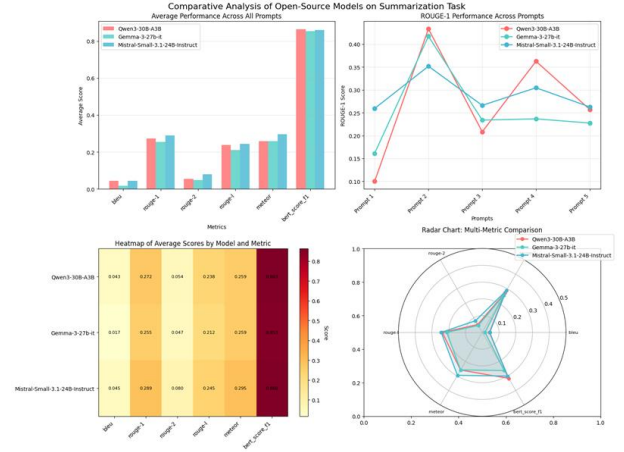 Comparative Analysis of Open-Source Models on Summarization Task
Average Performance Across All Prompts
Qwen3-30B-A3B
Gemma-3-27b-it
Mistral-Small-3.1-24B-Instruct
0.8
0.6
0.4
0.2
0.0
Average Score
bleu
rouge-1
rouge-2
rouge-l
meteor
bert_score_f1
Metrics
ROUGE-1 Performance Across Prompts
Qwen3-30B-A3B
Gemma-3-27b-it
Mistral-Small-3.1-24B-Instruct
0.40
0.35
0.30
0.25
0.20
0.15
0.10
ROUGE-1 Score
Prompt 1
Prompt 2
Prompt 3
Prompt 4
Prompt 5
Prompts
Heatmap of Average Scores by Model and Metric
Qwen3-30B-A3B
0.043 0.272 0.054 0.238 0.259
Gemma-3-27b-it
0.017 0.255 0.047 0.212 0.259
Mistral-Small-3.1-24B-Instruct
0.045 0.289 0.080 0.245 0.295
bleu
rouge-1
rouge-2
rouge-l
meteor
bert_score_f1
0.8
0.7
0.6
0.5
0.4
0.3
0.2
0.1
Score
Radar Chart: Multi-Metric Comparison
Qwen3-30B-A3B
Gemma-3-27b-it
Mistral-Small-3.1-24B-Instruct
1.0
0.8
0.6
0.4
0.2
0.0
rouge-2
bleu
meteor
bert_score_f1
0.1
0.2
0.3
0.4
0.5
0.0
0.2
0.4
0.6
0.8
1.0